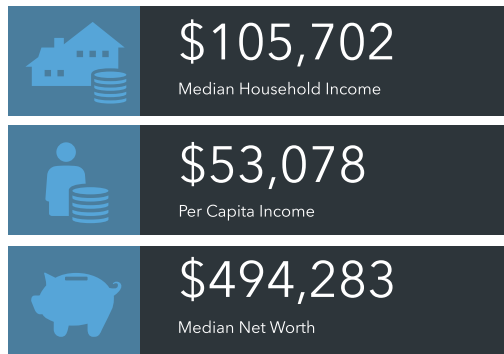 $105,702
Median Household Income
$53,078
Per Capita Income
$494,283
Median Net Worth